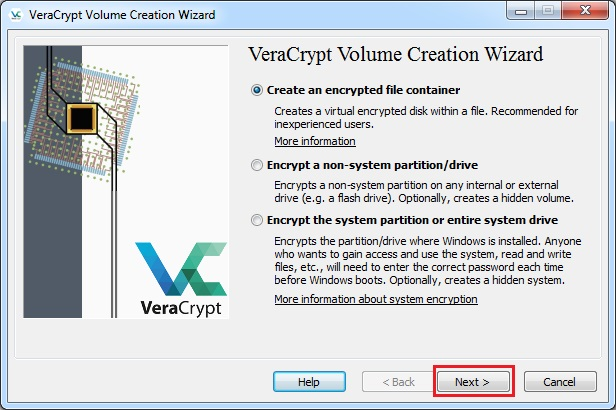 VeraCrypt Volume Creation Wizard
VeraCrypt Volume Creation Wizard
Create an encrypted file container
Creates a virtual encrypted disk within a file. Recommended for
inexperienced users.
More information
Encrypt a non-system partition/drive
Encrypts a non-system partition on any internal or external
drive (e.g. a flash drive). Optionally, creates a hidden volume.
Encrypt the system partition or entire system drive
Encrypts the partition/drive where Windows is installed. Anyone
who wants to gain access and use the system, read and write
files, etc., will need to enter the correct password each time
before Windows boots. Optionally, creates a hidden system.
More information about system encryption
VeraCrypt
Help
< Back
Next >
Cancel